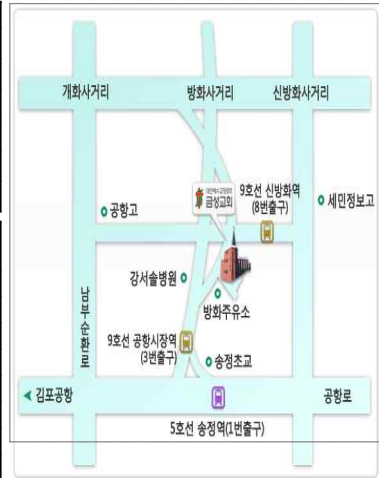 개화사거리
방화사거리
신방화사거리
금성교회
9호선 신방화역
(8번출구)
세민정보고
공항고
강서솔병원
방화주유소
남부순환로
9호선 공항시장역
(3번출구)
송정초교
김포공항
공항로
5호선 송정역(1번출구)